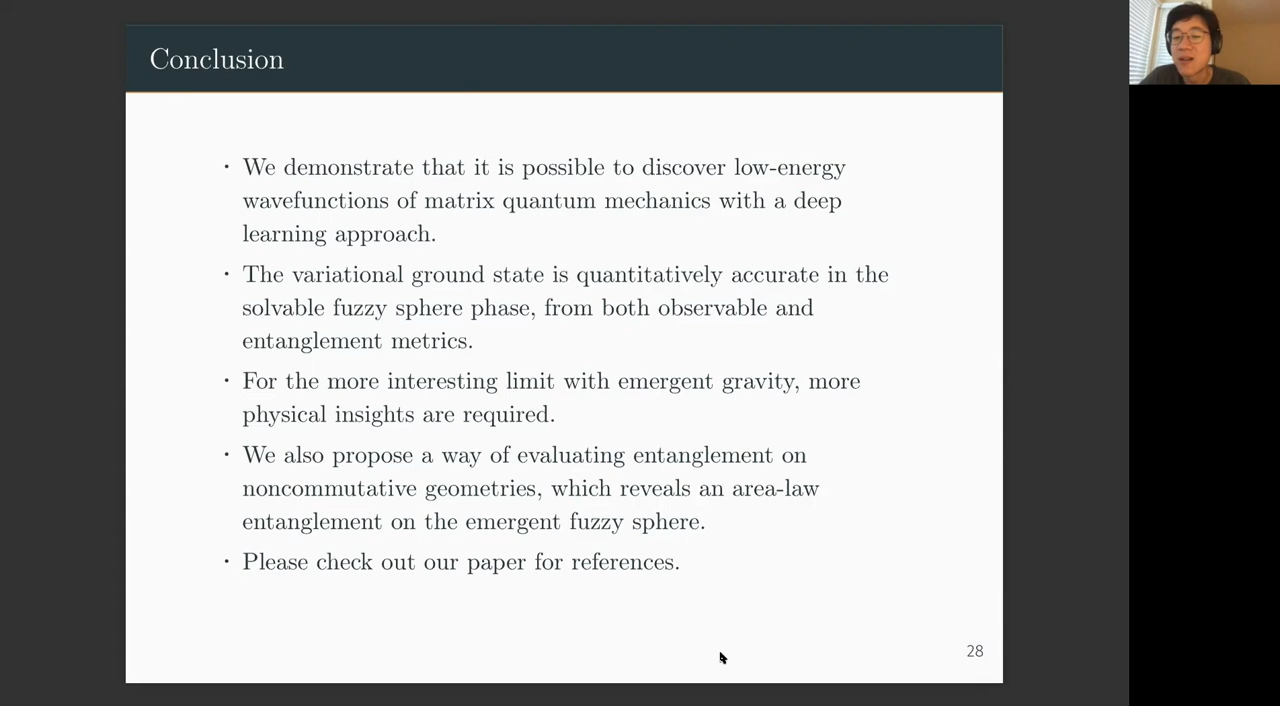 Conclusion
· We demonstrate that it is possible to discover low-energy
wavefunctions of matrix quantum mechanics with a deep
learning approach.
· The variational ground state is quantitatively accurate in the
solvable fuzzy sphere phase, from both observable and
entanglement metrics.
· For the more interesting limit with emergent gravity, more
physical insights are required.
· We also propose a way of evaluating entanglement on
noncommutative geometries, which reveals an area-law
entanglement on the emergent fuzzy sphere.
· Please check out our paper for references.
28